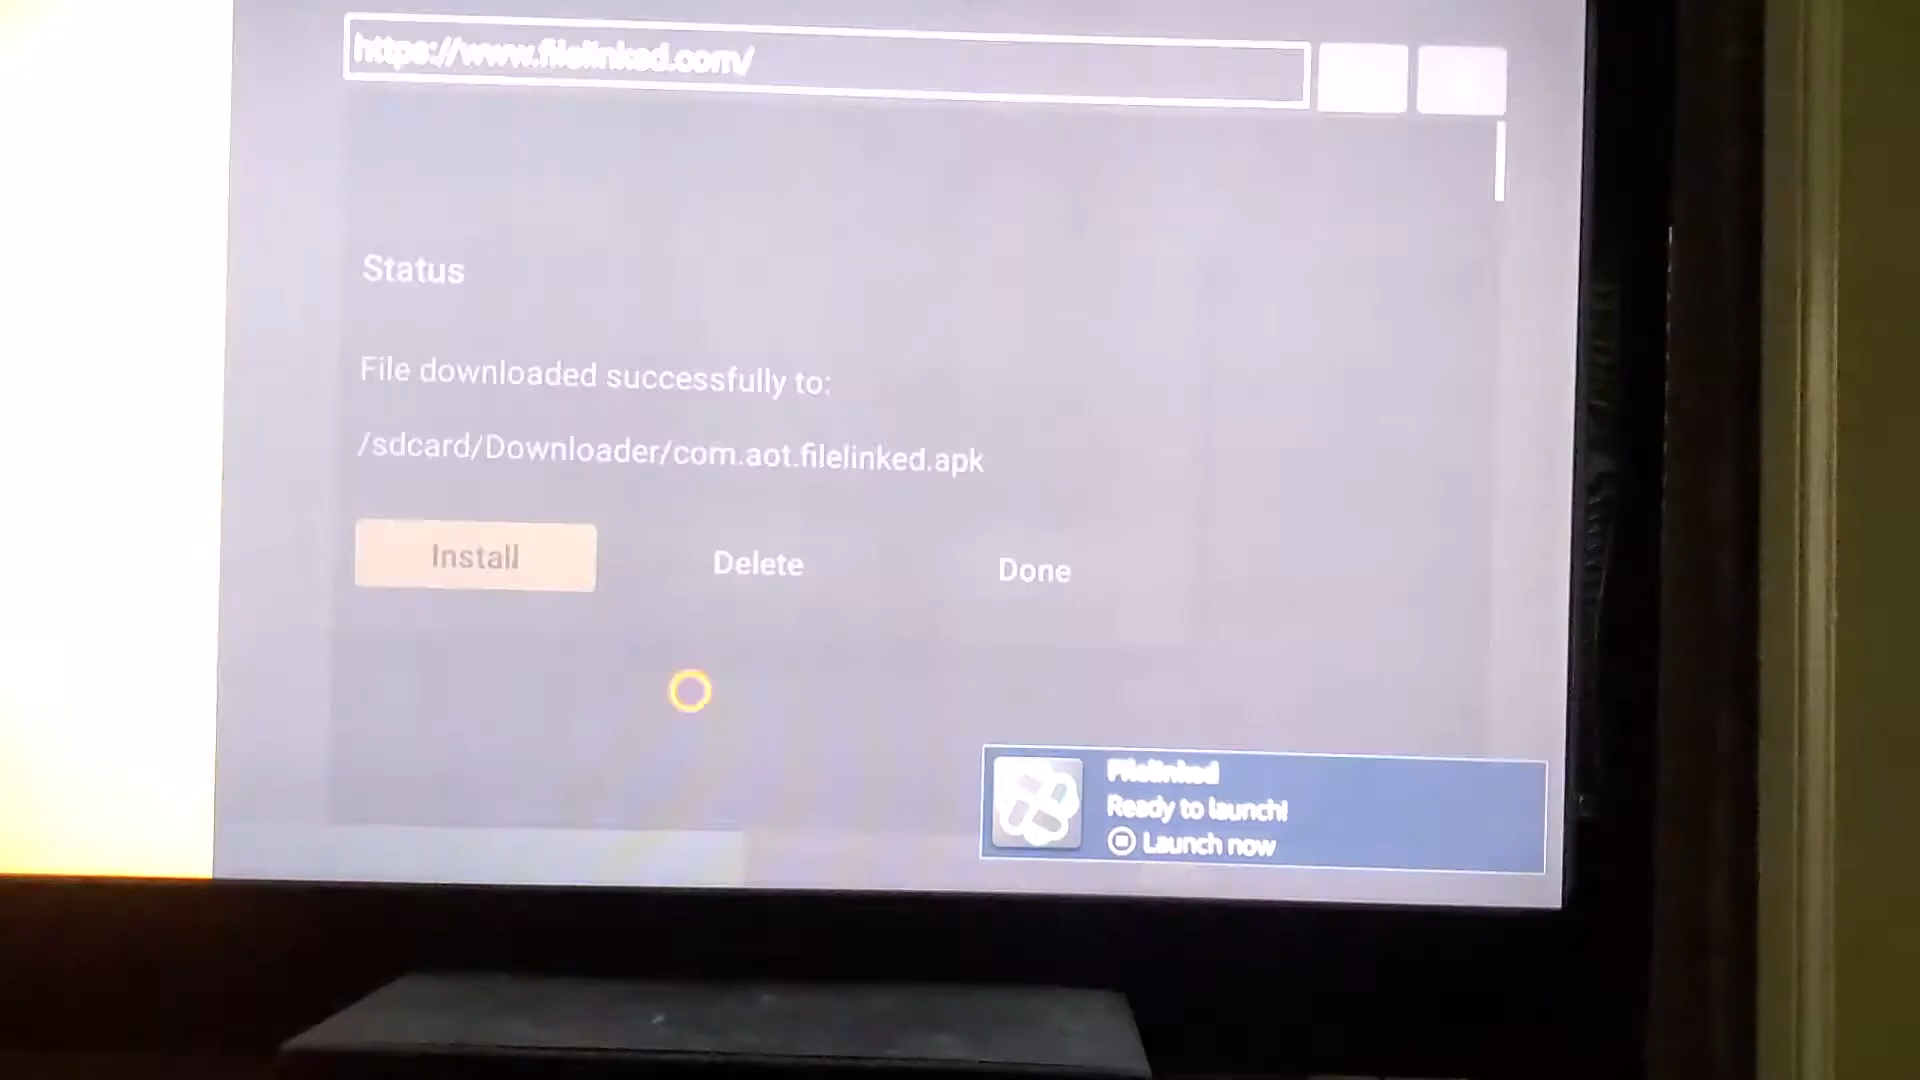 https://www.filelinked.com/
Status
File downloaded successfully to:
/sdcard/Downloader/com.aot.filelinked.apk
Install
Delete
Done
Filelinked
Ready to launch!
Launch now